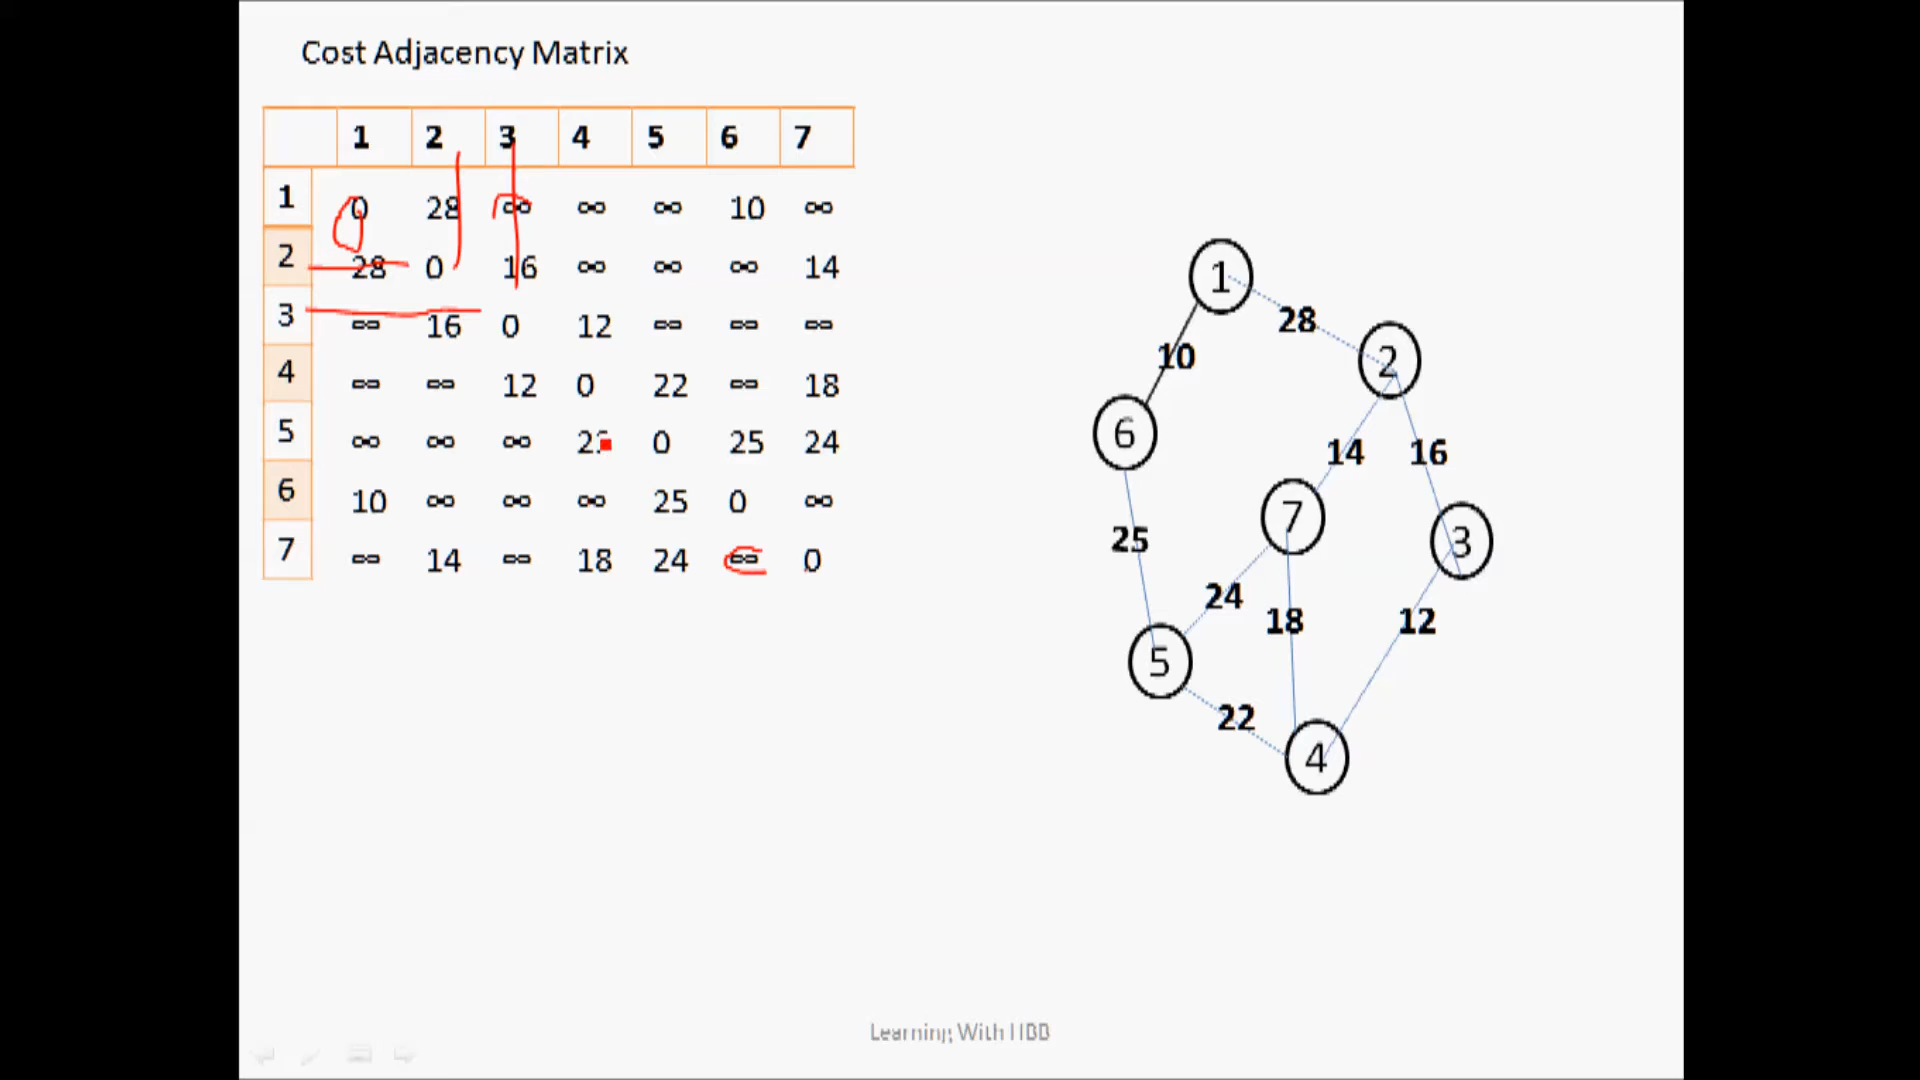 Cost Adjacency Matrix
1 2 3 4 5 6 7
1 0 28 ∞ ∞ ∞ 10 ∞
2 28 0 16 ∞ ∞ ∞ 14
3 ∞ 16 0 12 ∞ ∞ ∞
4 ∞ ∞ 12 0 22 ∞ 18
5 ∞ ∞ ∞ 0 25 24
6 10 ∞ ∞ ∞ 25 0 ∞
7 ∞ 14 ∞ 18 24 ∞ 0
1
28
10
2
6
14 16
7
3
25
24
18 12
5
22
4
Learning With